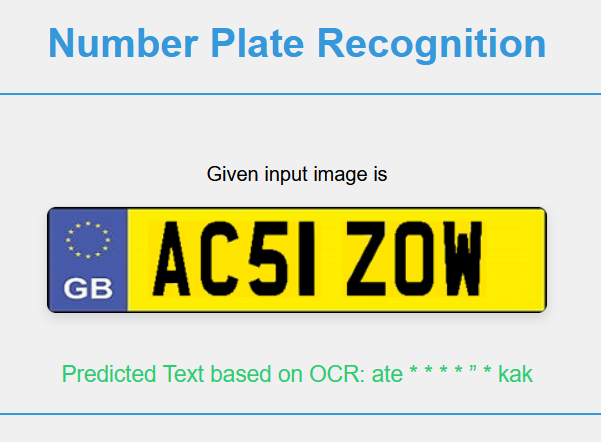 Number Plate Recognition
Given input image is
GB AC51 ZOW
Predicted Text based on OCR: ate * * * * ” * kak